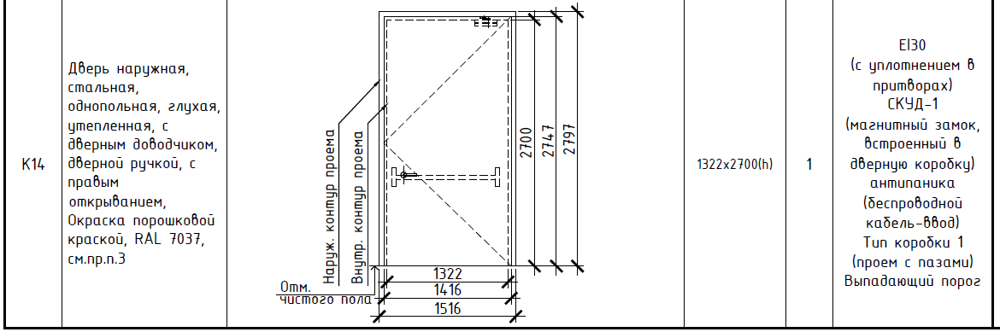 К14
Дверь наружная,
стальная,
однопольная, глухая,
утепленная, с
дверным доводчиком,
дверной ручкой, с
правым
открыванием,
Окраска порошковой
краской, RAL 7037,
см.пр.п.3
Наруж. контур проема
Внутр. контур проема
2700
2747
2797
Отм.
чистого пола
1322
1416
1516
1322х2700(h)
1
EI30
(с уплотнением в
притворах)
СКУД-1
(магнитный замок,
встроенный в
дверную коробку)
антипаника
(беспроводной
кабель-ввод)
Тип коробки 1
(проем с пазами)
Выпадающий порог